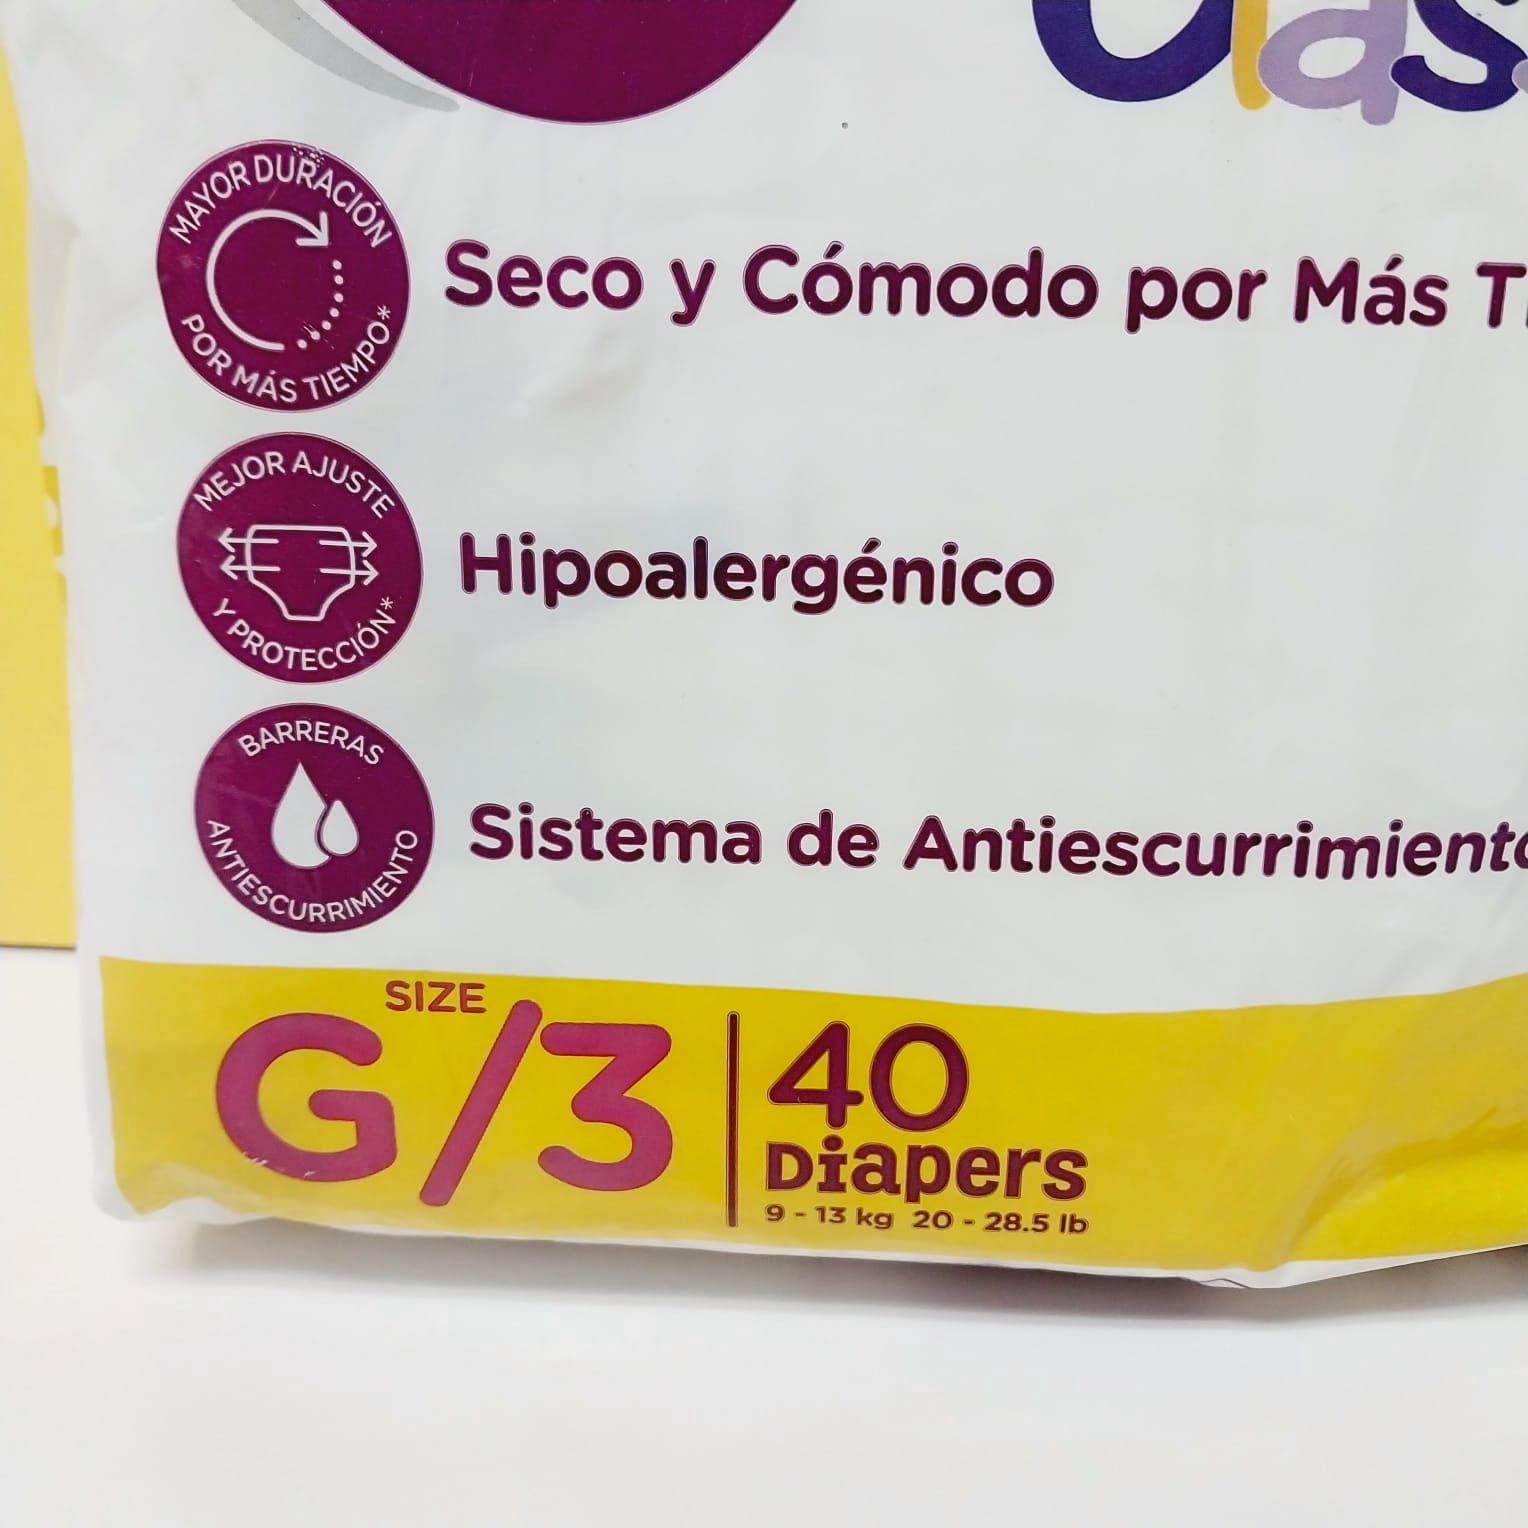 MAYOR DURACIÓN
POR MÁS TIEMPO*
Seco y Cómodo por Más
MEJOR AJUSTE
Y PROTECCIÓN*
Hipoalergénico
BARRERAS
ANTIESCURRIMIENTO
Sistema de Antiescurrimiento
SIZE
G/3
40
Diapers
9 - 13 kg 20 - 28.5 lb